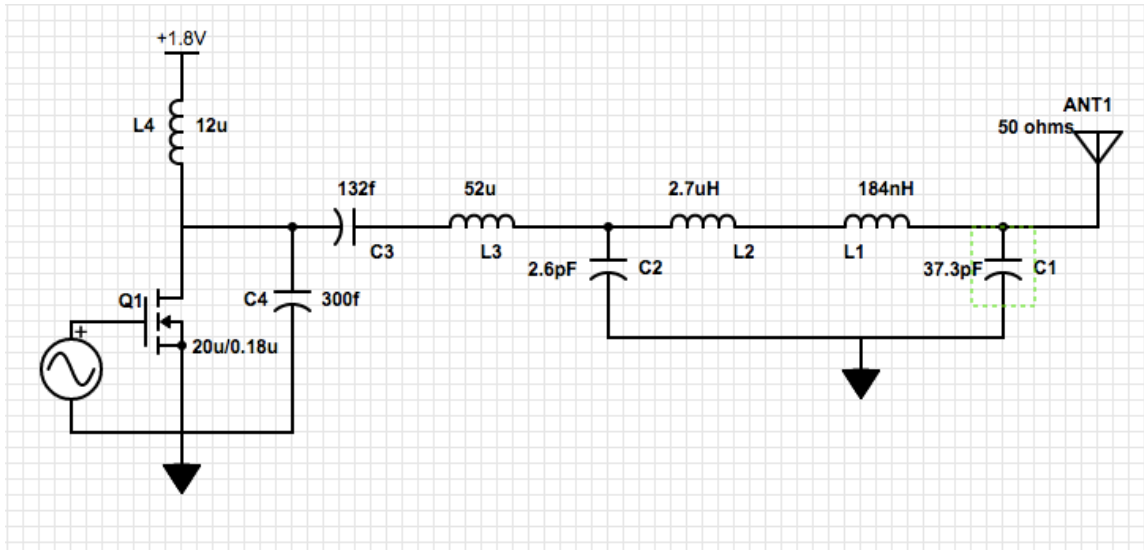 +1.8V
ANT1
50 ohms
L4 12u
132f 52u 2.7uH 184nH
C3 L3 L2 L1
2.6pF C2 37.3pF C1
Q1 C4 300f
+
20u/0.18u